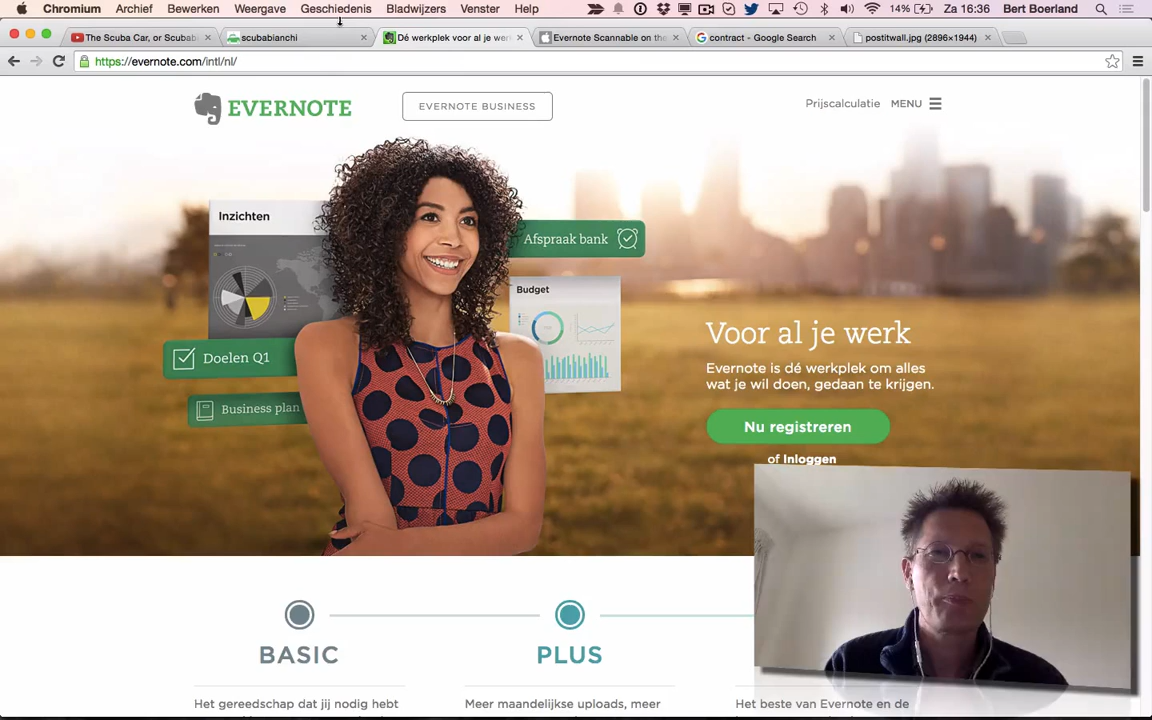 Chromium Archief Bewerken Weergave Geschiedenis Bladwijzers Venster Help 14% Za 16:36 Bert Boerland
The Scuba Car, or Scubab scubabianchi Dé werkplek voor al je wer Evernote Scannable on the contract - Google Search postitwall.jpg (2896×1944)
https://evernote.com/intl/nl/
EVERNOTE
EVERNOTE BUSINESS
Prijscalculatie MENU
Inzichten
Afspraak bank
Budget
Doelen Q1
Business plan
Voor al je werk
Evernote is dé werkplek om alles
wat je wil doen, gedaan te krijgen.
Nu registreren
of Inloggen
BASIC
PLUS
Het gereedschap dat jij nodig hebt
Meer maandelijkse uploads, meer
Het beste van Evernote en de